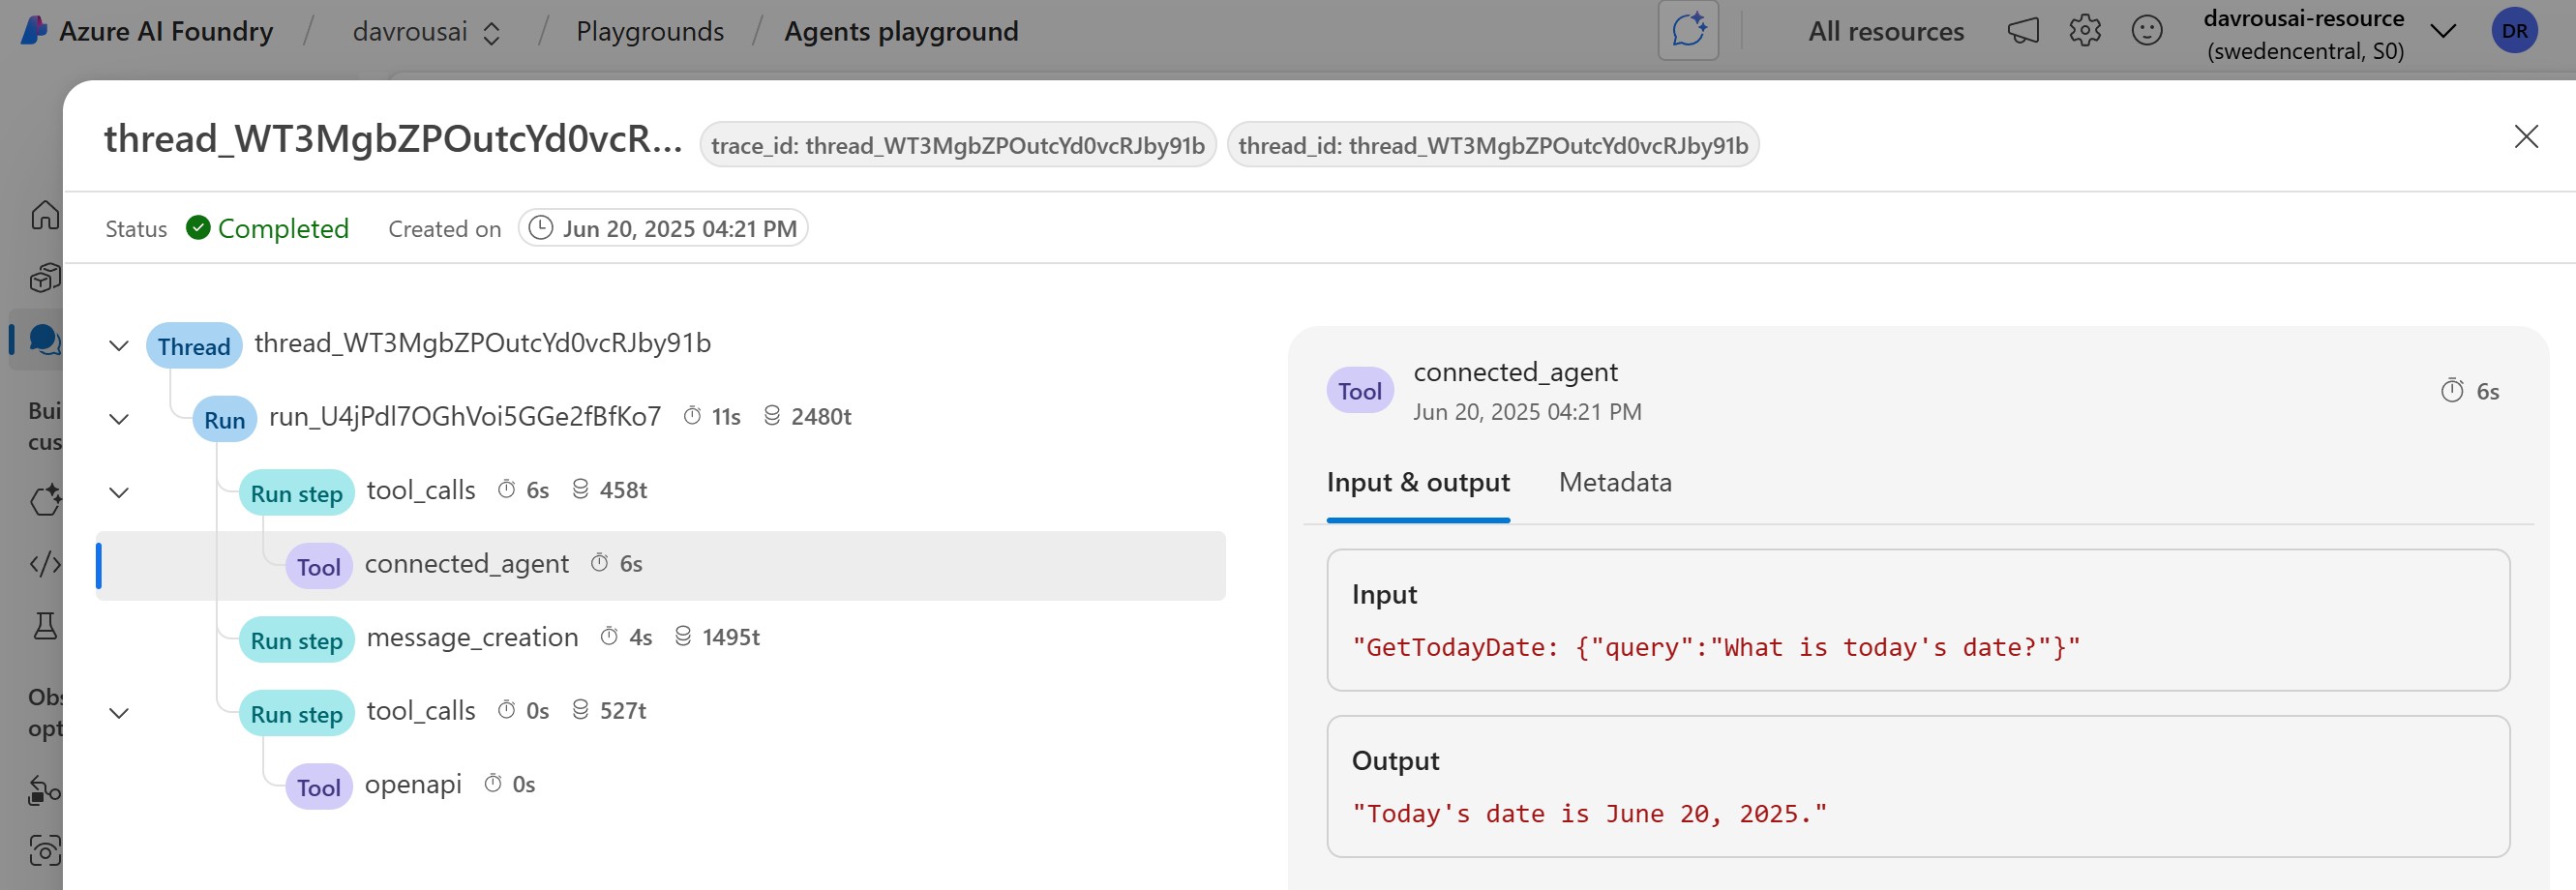 Azure AI Foundry / davrousai / Playgrounds / Agents playground
All resources
davrousai-resource
(swedencentral, S0)
DR
thread_WT3MgbZPOutcYd0vcR...
trace_id: thread_WT3MgbZPOutcYd0vcRJby91b
thread_id: thread_WT3MgbZPOutcYd0vcRJby91b
Status Completed Created on Jun 20, 2025 04:21 PM
Bui
cus
Obs
opt
Thread thread_WT3MgbZPOutcYd0vcRJby91b
Run run_U4jPdl7OGhVoi5GGe2fBfKo7 11s 2480t
Run step tool_calls 6s 458t
Tool connected_agent 6s
Run step message_creation 4s 1495t
Run step tool_calls 0s 527t
Tool openapi 0s
Tool connected_agent 6s
Jun 20, 2025 04:21 PM
Input & output Metadata
Input
"GetTodayDate: {"query":"What is today's date?"}"
Output
"Today's date is June 20, 2025."